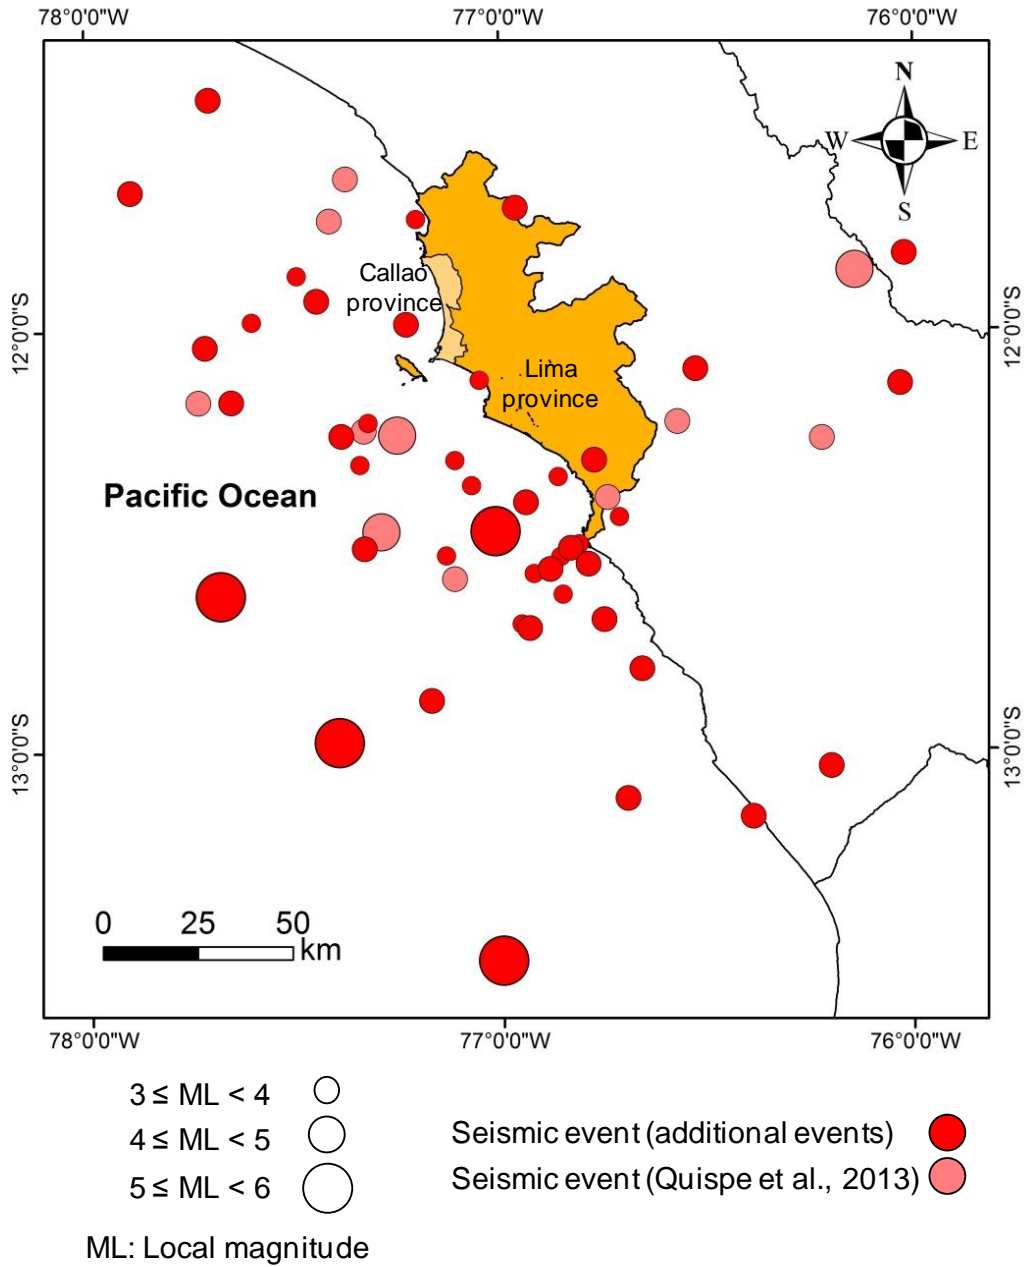 78°0'0"W 77°0'0"W 76°0'0"W
N
W E
S
Callao
province
12°0'0"S 12°0'0"S
Lima
province
Pacific Ocean
13°0'0"S 13°0'0"S
0 25 50
km
78°0'0"W 77°0'0"W 76°0'0"W
3 ≤ ML < 4
4 ≤ ML < 5
5 ≤ ML < 6
Seismic event (additional events)
Seismic event (Quispe et al., 2013)
ML: Local magnitude